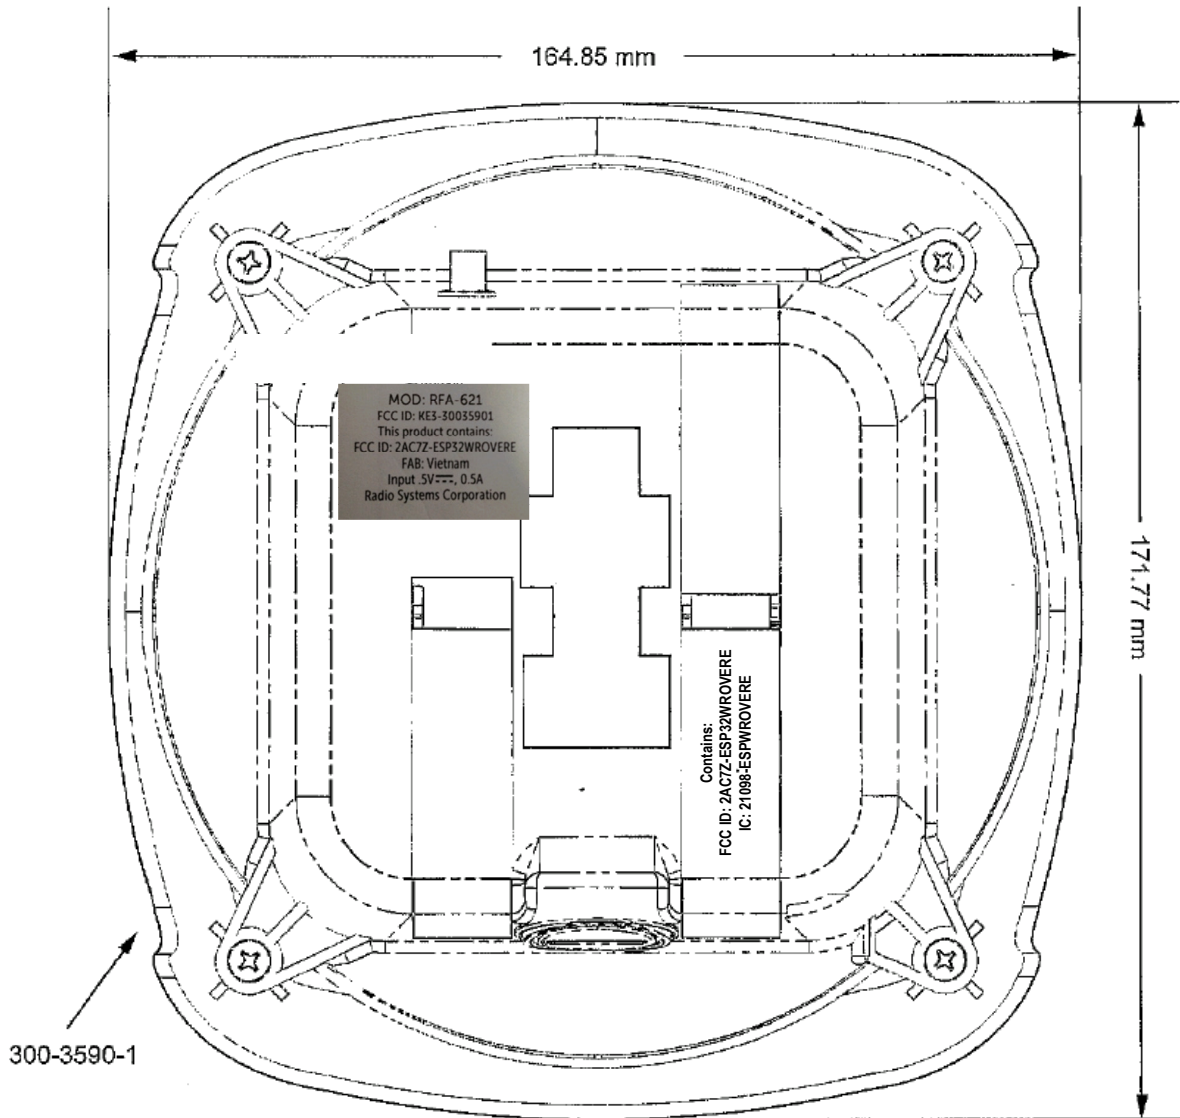 164.85 mm
MOD: RFA-621
FCC ID: KE3-30035901
This product contains:
FCC ID: 2AC7Z-ESP32WROVERE
FAB: Vietnam
Input .5V⎓, 0.5A
Radio Systems Corporation
171.77 mm
Contains:
FCC ID: 2AC7Z-ESP32WROVERE
IC: 21098-ESPWROVERE
300-3590-1